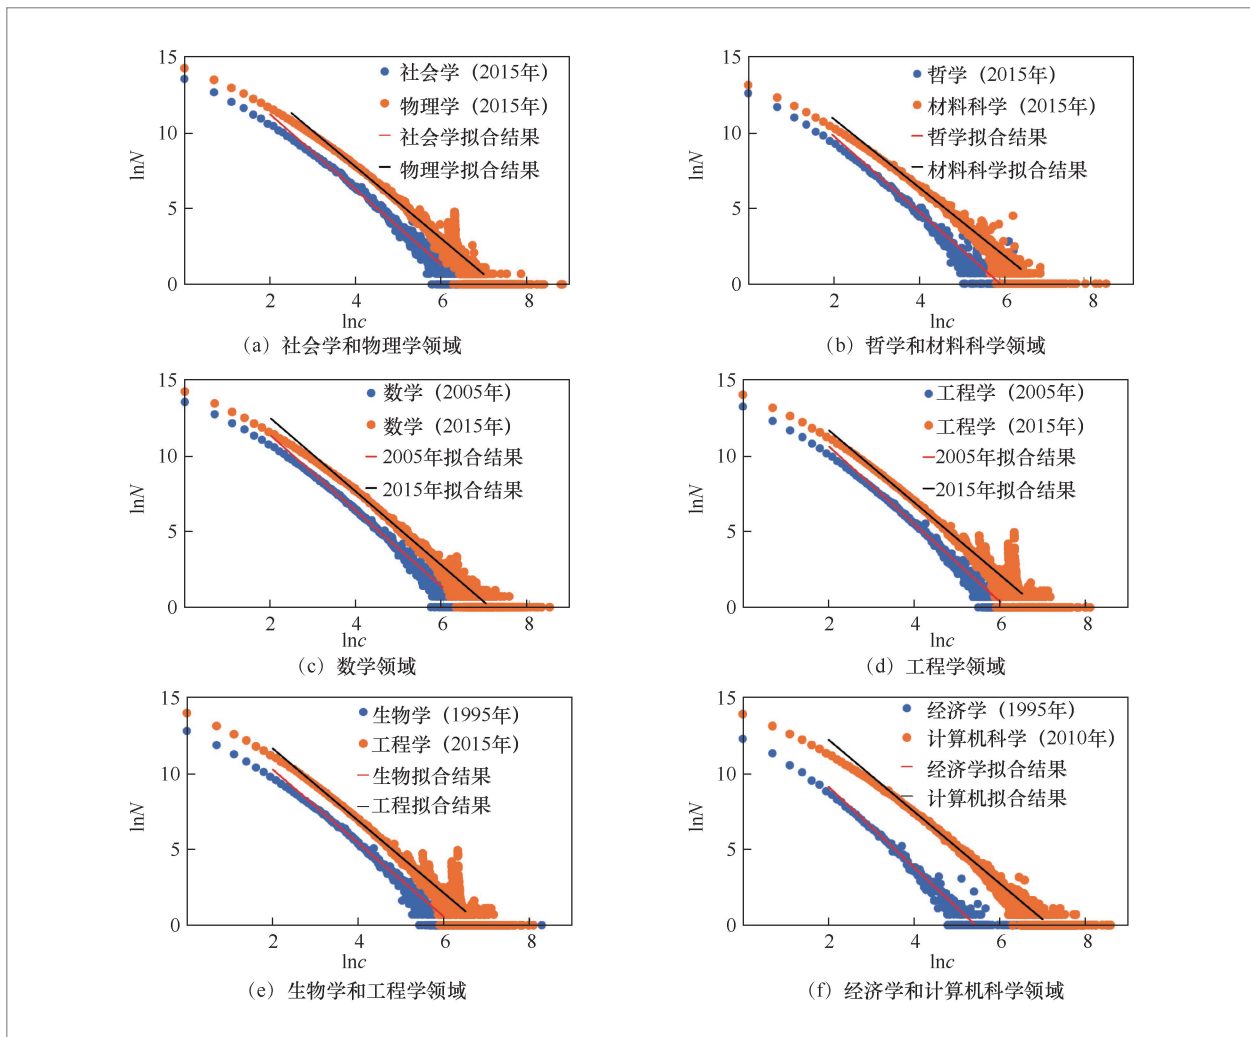 15
10
5
0
lnN
社会学（2015年）
物理学（2015年）
社会学拟合结果
物理学拟合结果
2
4
6
8
lnc
（a）社会学和物理学领域
15
10
5
0
lnN
哲学（2015年）
材料科学（2015年）
哲学拟合结果
材料科学拟合结果
2
4
6
8
lnc
（b）哲学和材料科学领域
15
10
5
0
lnN
数学（2005年）
数学（2015年）
2005年拟合结果
2015年拟合结果
2
4
6
8
lnc
（c）数学领域
15
10
5
0
lnN
工程学（2005年）
工程学（2015年）
2005年拟合结果
2015年拟合结果
2
4
6
8
lnc
（d）工程学领域
15
10
5
0
lnN
生物学（1995年）
工程学（2015年）
生物拟合结果
工程拟合结果
2
4
6
8
lnc
（e）生物学和工程学领域
15
10
5
0
lnN
经济学（1995年）
计算机科学（2010年）
经济学拟合结果
计算机拟合结果
2
4
6
8
lnc
（f）经济学和计算机科学领域